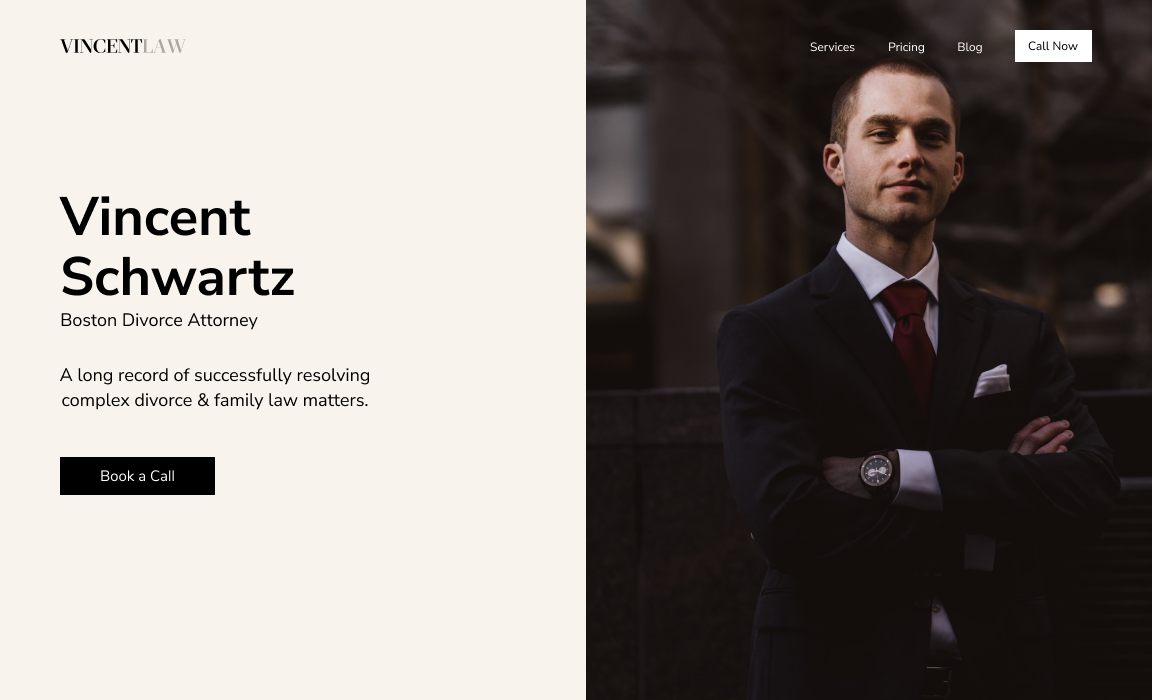 VINCENTLAW
Services
Pricing
Blog
Call Now
Vincent
Schwartz
Boston Divorce Attorney
A long record of successfully resolving
complex divorce & family law matters.
Book a Call